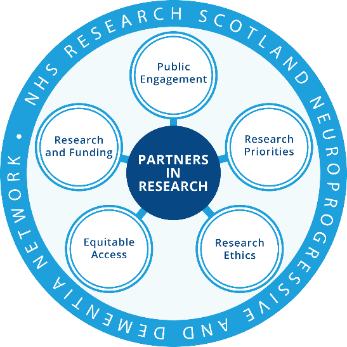 • NHS RESEARCH SCOTLAND NEUROPROGRESSIVE AND DEMENTIA NETWORK
Public
Engagement
Research
and Funding
Research
Priorities
PARTNERS
IN
RESEARCH
Equitable
Access
Research
Ethics